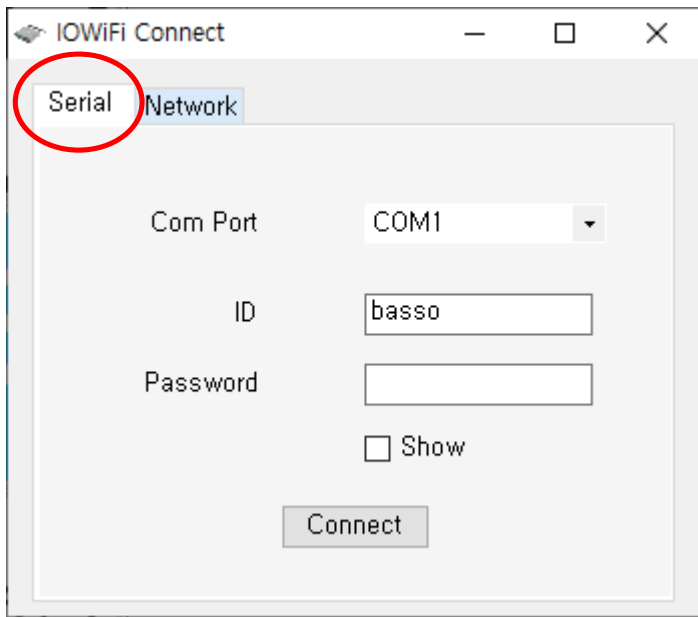 IOWiFi Connect
Serial Network
Com Port COM1
ID basso
Password
Show
Connect